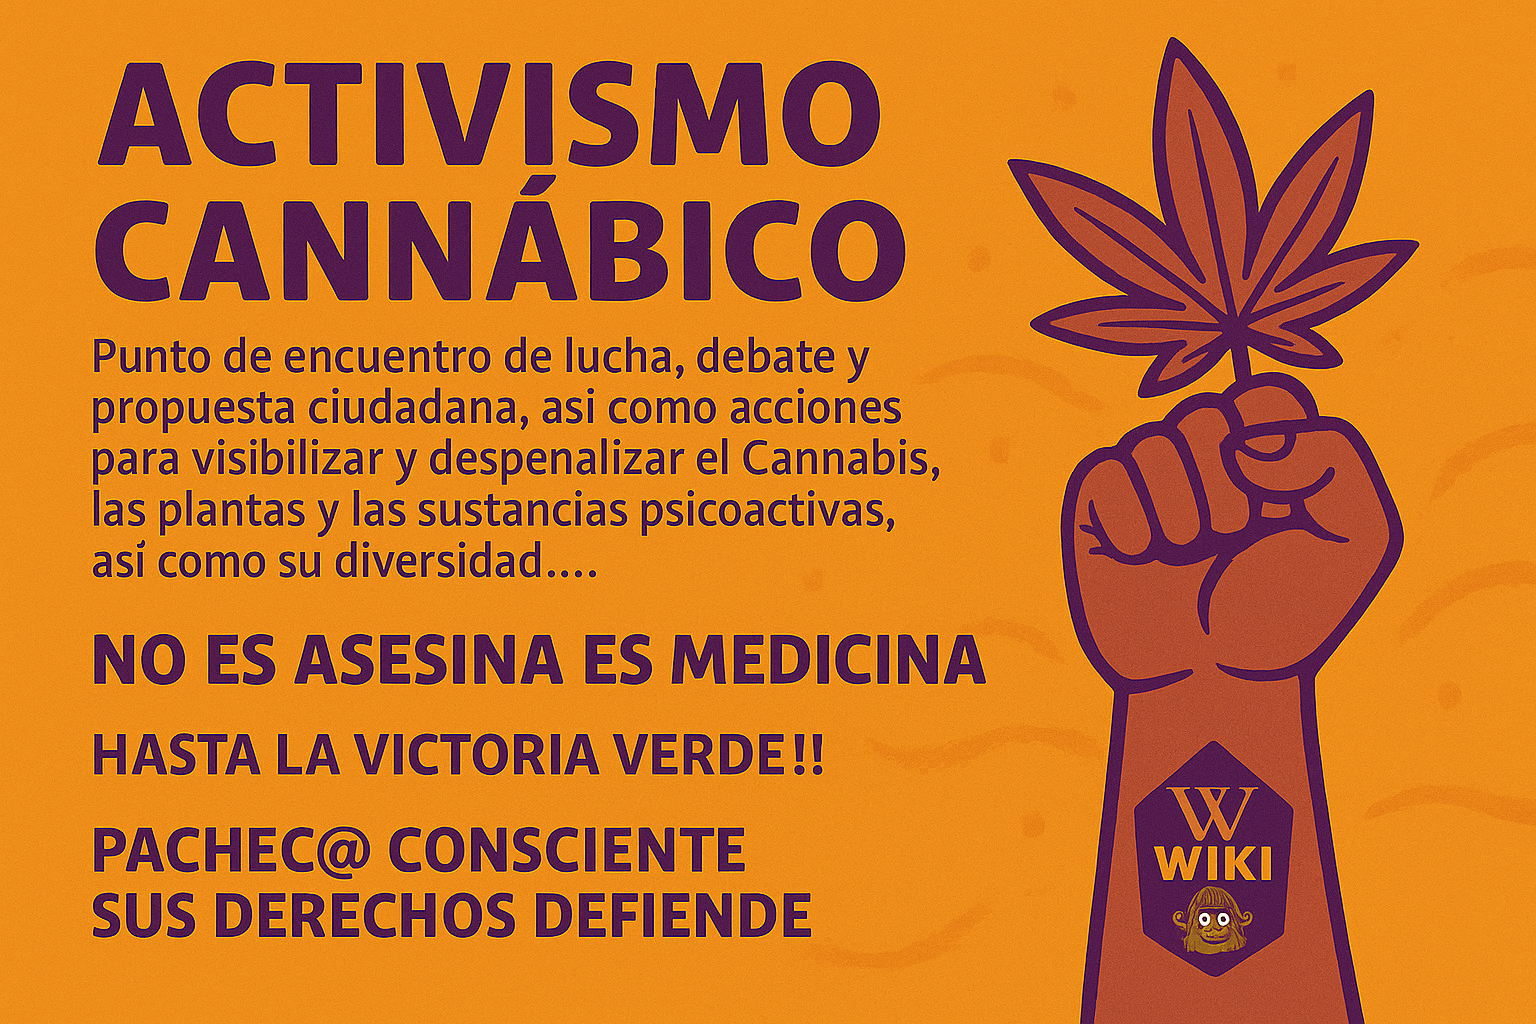 ACTIVISMO
CANNÁBICO
Punto de encuentro de lucha, debate y
propuesta ciudadana, asi como acciones
para visibilizar y despenalizar el Cannabis,
las plantas y las sustancias psicoactivas,
así como su diversidad....
NO ES ASESINA ES MEDICINA
HASTA LA VICTORIA VERDE!!
PACHEC@ CONSCIENTE
SUS DERECHOS DEFIENDE
W
WIKI